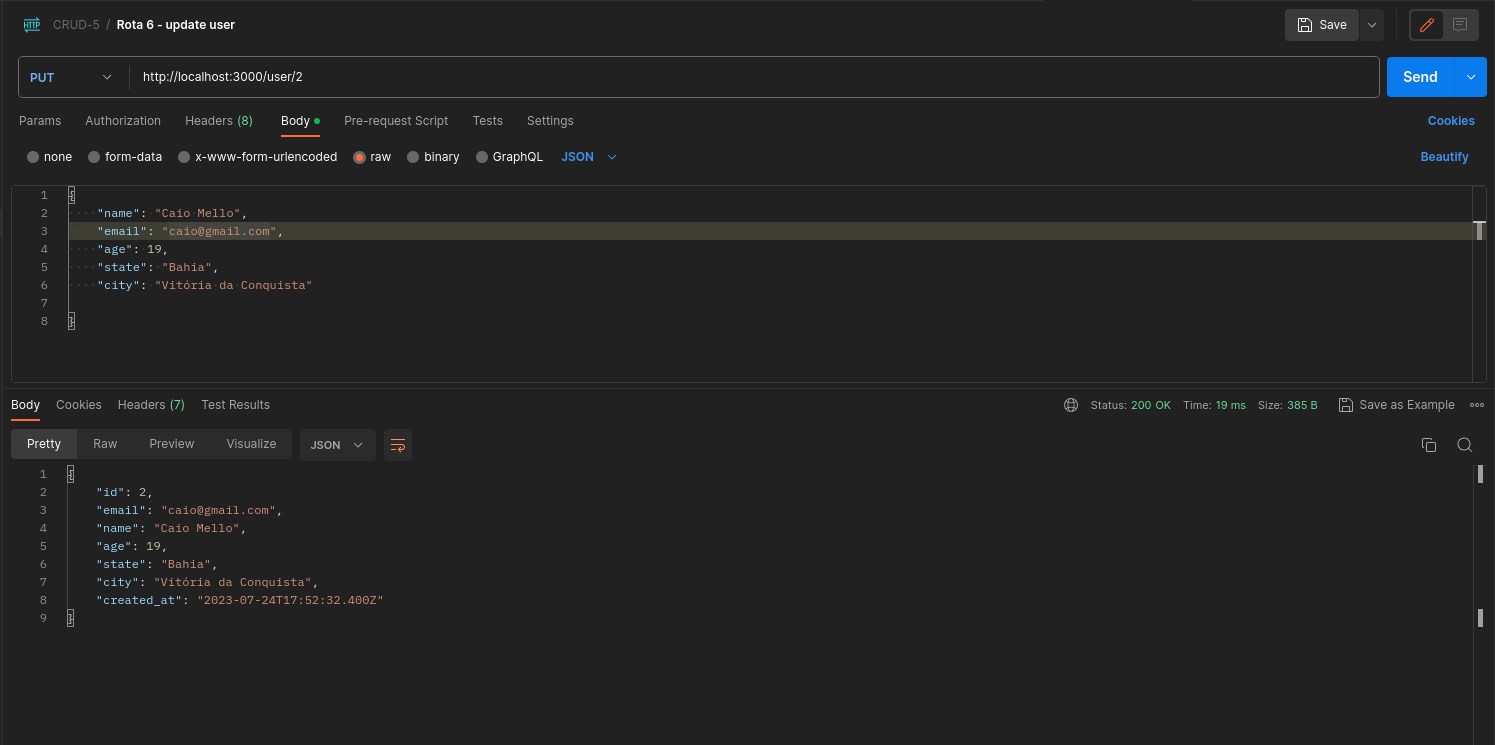 HTTP CRUD-5 / Rota 6 - update user Save
PUT http://localhost:3000/user/2 Send
Params Authorization Headers (8) Body Pre-request Script Tests Settings Cookies
none form-data x-www-form-urlencoded raw binary GraphQL JSON Beautify
1 {
2 "name": "Caio Mello",
3 "email": "caio@gmail.com",
4 "age": 19,
5 "state": "Bahia",
6 "city": "Vitória da Conquista"
7
8 }
Body Cookies Headers (7) Test Results Status: 200 OK Time: 19 ms Size: 385 B Save as Example
Pretty Raw Preview Visualize JSON
1 {
2 "id": 2,
3 "email": "caio@gmail.com",
4 "name": "Caio Mello",
5 "age": 19,
6 "state": "Bahia",
7 "city": "Vitória da Conquista",
8 "created_at": "2023-07-24T17:52:32.400Z"
9 }